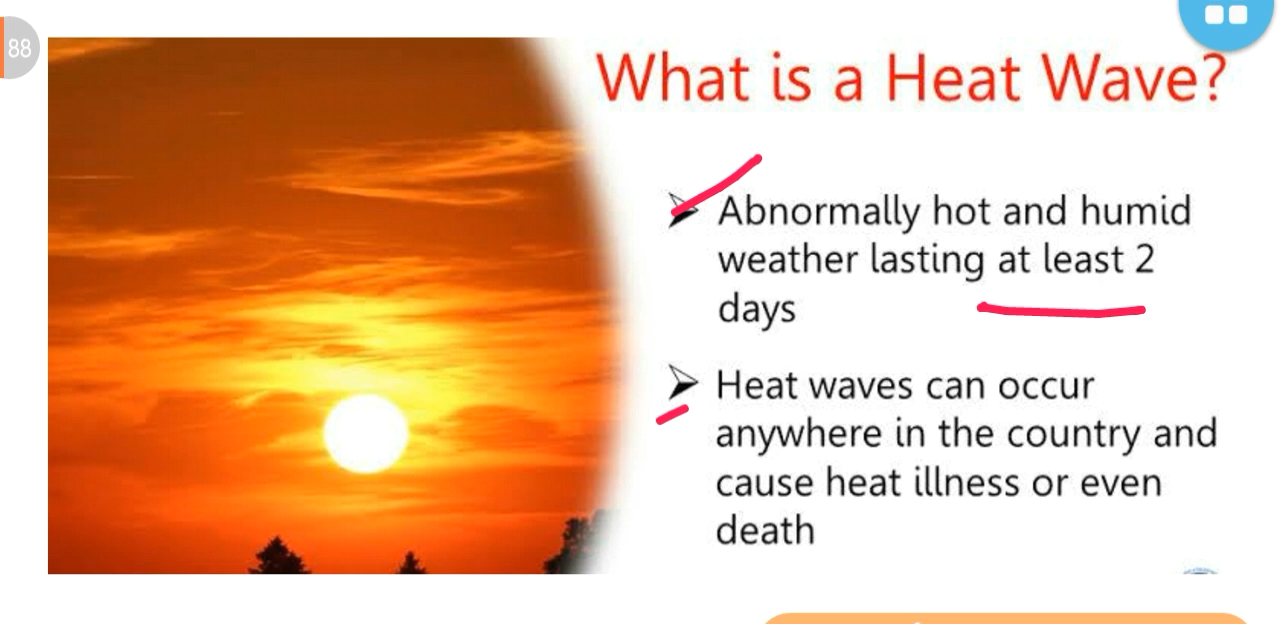 88
What is a Heat Wave?
Abnormally hot and humid
weather lasting at least 2
days
Heat waves can occur
anywhere in the country and
cause heat illness or even
death